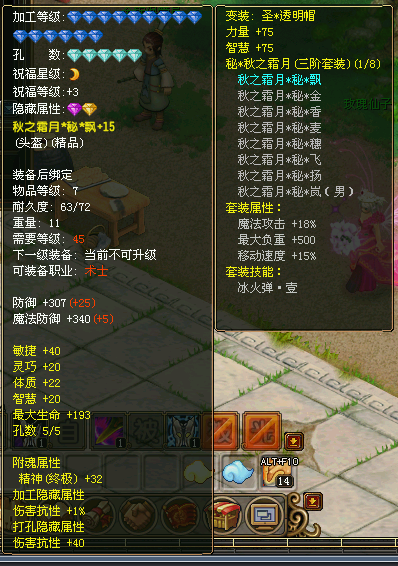 加工等级:
孔 数:
祝福星级:
祝福等级:+3
隐藏属性:
秋之霜月*秘*飘+15
(头盔)(精品)
装备后绑定
物品等级: 7
耐久度: 63/72
重量: 11
需要等级: 45
下一级装备: 当前不可升级
可装备职业: 术士
防御 +307(+25)
魔法防御 +340(+5)
敏捷 +40
灵巧 +20
体质 +22
智慧 +20
最大生命 +193
孔数 5/5
附魂属性
精神(终极) +32
加工隐藏属性
伤害抗性 +1%
打孔隐藏属性
伤害抗性 +40
变装: 圣*透明帽
力量 +75
智慧 +75
秘*秋之霜月(三阶套装)(1/8)
秋之霜月*秘*飘
秋之霜月*秘*金
秋之霜月*秘*香
秋之霜月*秘*麦
秋之霜月*秘*穗
秋之霜月*秘*飞
秋之霜月*秘*扬
秋之霜月*秘*岚(男)
套装属性:
魔法攻击 +18%
最大负重 +500
移动速度 +15%
套装技能:
冰火弹·壹
1
1
1
ALT+F10
14